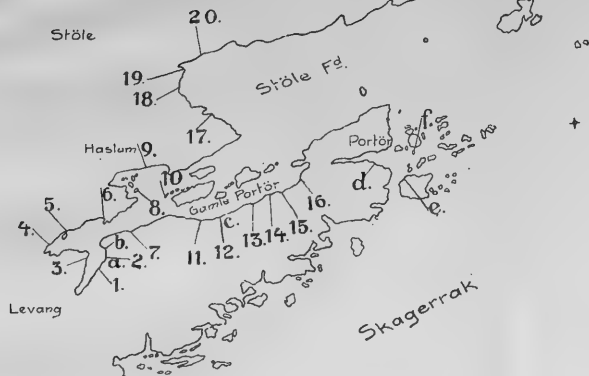 20.
Stöle
19.
Stöle Fd.
18.
17.
Portör
f.
Haslum
9.
10
d.
e.
6.
8.
Gamle Portör
16.
5.
4.
b.
c.
15.
14.
13.
12.
11.
7.
3.
a.
2.
1.
Levang
Skagerrak